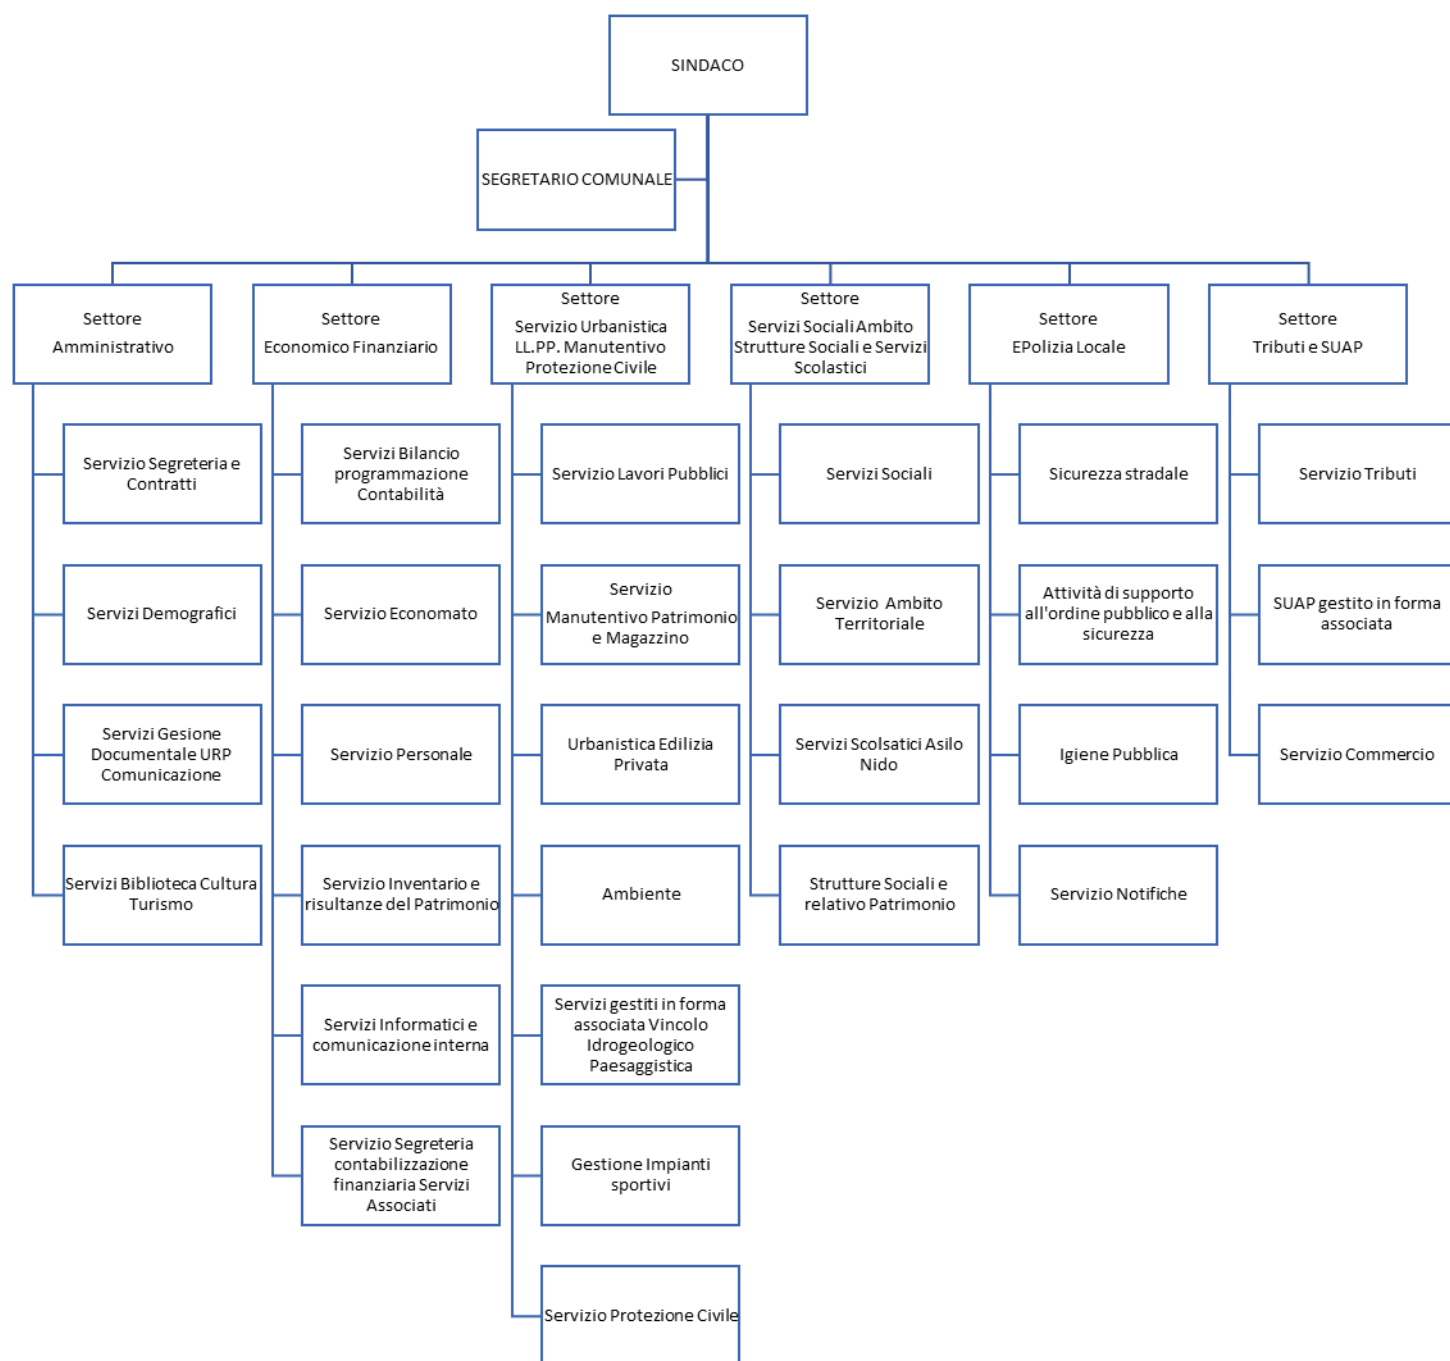 SINDACO
SEGRETARIO COMUNALE
Settore
Amministrativo
Settore
Economico Finanziario
Settore
Servizio Urbanistica
LL.PP. Manutentivo
Protezione Civile
Settore
Servizi Sociali Ambito
Strutture Sociali e Servizi
Scolastici
Settore
EPolizia Locale
Settore
Tributi e SUAP
Servizio Segreteria e
Contratti
Servizi Demografici
Servizi Gesione
Documentale URP
Comunicazione
Servizi Biblioteca Cultura
Turismo
Servizi Bilancio
programmazione
Contabilità
Servizio Economato
Servizio Personale
Servizio Inventario e
risultanze del Patrimonio
Servizi Informatici e
comunicazione interna
Servizio Segreteria
contabilizzazione
finanziaria Servizi
Associati
Servizio Lavori Pubblici
Servizio
Manutentivo Patrimonio
e Magazzino
Urbanistica Edilizia
Privata
Ambiente
Servizi gestiti in forma
associata Vincolo
Idrogeologico
Paesaggistica
Gestione Impianti
sportivi
Servizio Protezione Civile
Servizi Sociali
Servizio Ambito
Territoriale
Servizi Scolsatici Asilo
Nido
Strutture Sociali e
relativo Patrimonio
Sicurezza stradale
Attività di supporto
all'ordine pubblico e alla
sicurezza
Igiene Pubblica
Servizio Notifiche
Servizio Tributi
SUAP gestito in forma
associata
Servizio Commercio